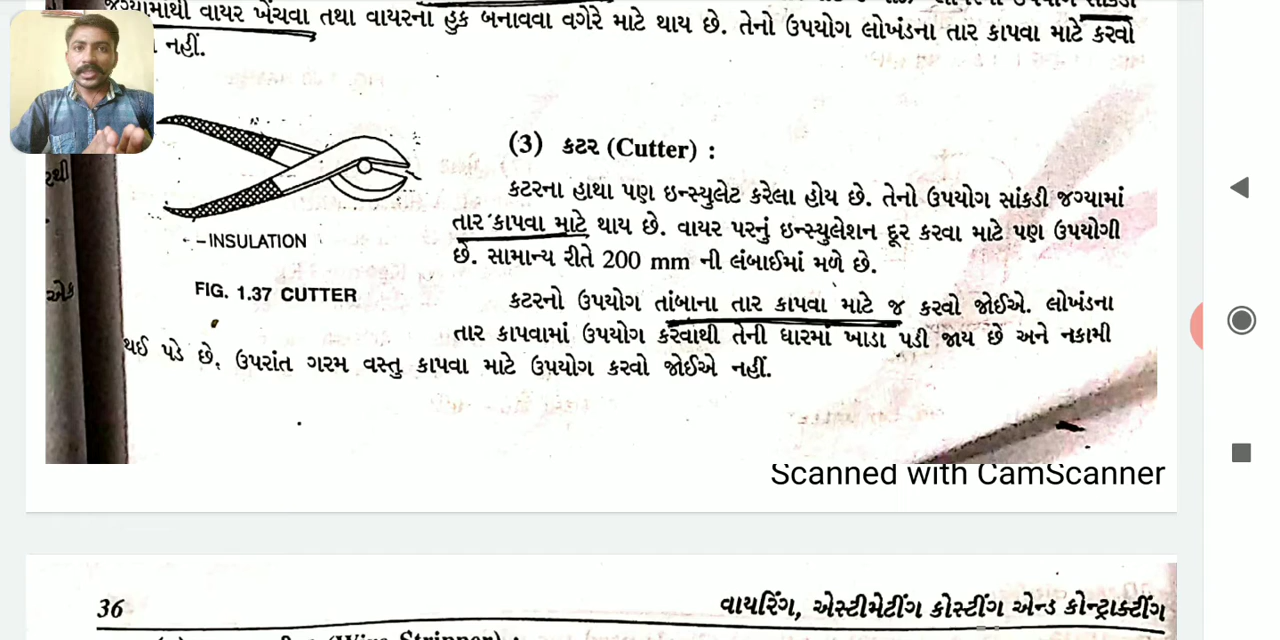 જગ્યામાંથી વાયર ખેંચવા તથા વાયરના હુક બનાવવા વગેરે માટે થાય છે. તેનો ઉપયોગ લોખંડના તાર કાપવા માટે કરવો
નહીં.
(3) કટર (Cutter) :
કટરના હાથા પણ ઇન્સ્યુલેટ કરેલા હોય છે. તેનો ઉપયોગ સાંકડી જગ્યામાં
તાર કાપવા માટે થાય છે. વાયર પરનું ઇન્સ્યુલેશન દૂર કરવા માટે પણ ઉપયોગી
છે. સામાન્ય રીતે 200 mm ની લંબાઈમાં મળે છે.
INSULATION
FIG. 1.37 CUTTER
કટરનો ઉપયોગ તાંબાના તાર કાપવા માટે જ કરવો જોઈએ. લોખંડના
તાર કાપવામાં ઉપયોગ કરવાથી તેની ધારમાં ખાડા પડી જાય છે અને નકામી
થઈ પડે છે. ઉપરાંત ગરમ વસ્તુ કાપવા માટે ઉપયોગ કરવો જોઈએ નહીં.
એક
Scanned with CamScanner
36
વાયરિંગ, એસ્ટીમેટીંગ કોસ્ટીંગ એન્ડ કોન્ટ્રાક્ટીંગ